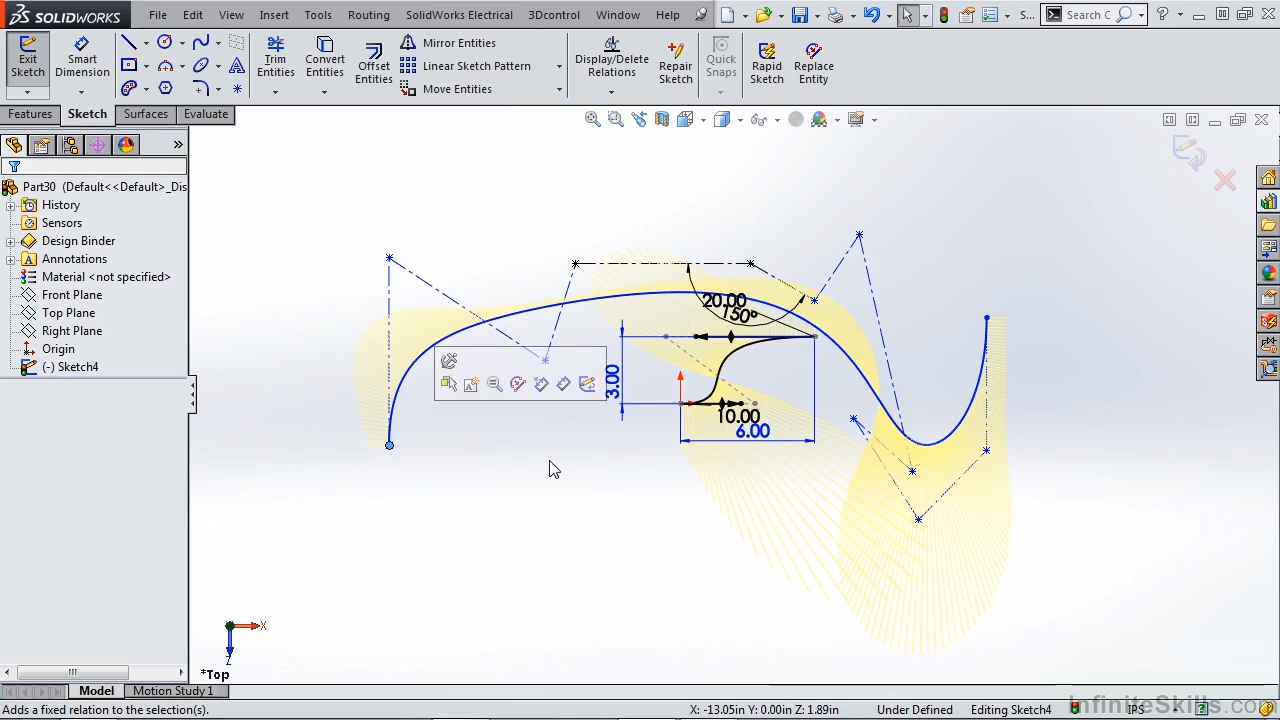 SOLIDWORKS File Edit View Insert Tools Routing SolidWorks Electrical 3Dcontrol Window Help S... Search C
Exit Sketch
Smart Dimension
Trim Entities
Convert Entities
Offset Entities
Mirror Entities
Linear Sketch Pattern
Move Entities
Display/Delete Relations
Repair Sketch
Quick Snaps
Rapid Sketch
Replace Entity
Features Sketch Surfaces Evaluate
Part30 (Default<<Default>_Dis
History
Sensors
Design Binder
Annotations
Material <not specified>
Front Plane
Top Plane
Right Plane
Origin
(-) Sketch4
20.00
150°
3.00
10.00
6.00
X
Z
*Top
Model Motion Study 1
Adds a fixed relation to the selection(s). X: -13.05in Y: 0.00in Z: 1.89in Under Defined Editing Sketch4 IPS
InfiniteSkills.com